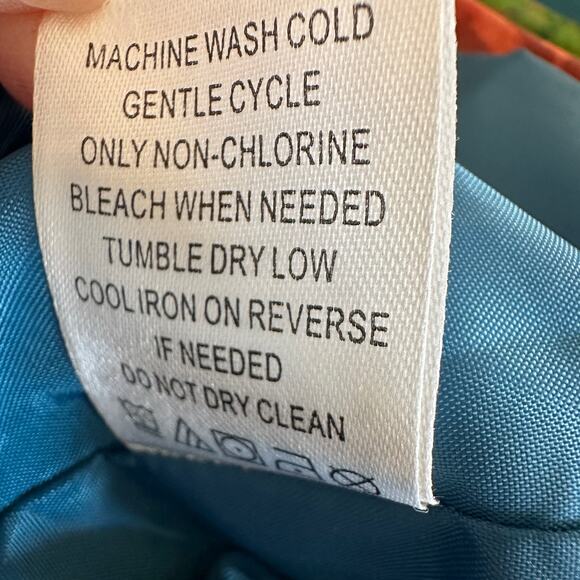 MACHINE WASH COLD
GENTLE CYCLE
ONLY NON-CHLORINE
BLEACH WHEN NEEDED
TUMBLE DRY LOW
COOL IRON ON REVERSE
IF NEEDED
DO NOT DRY CLEAN